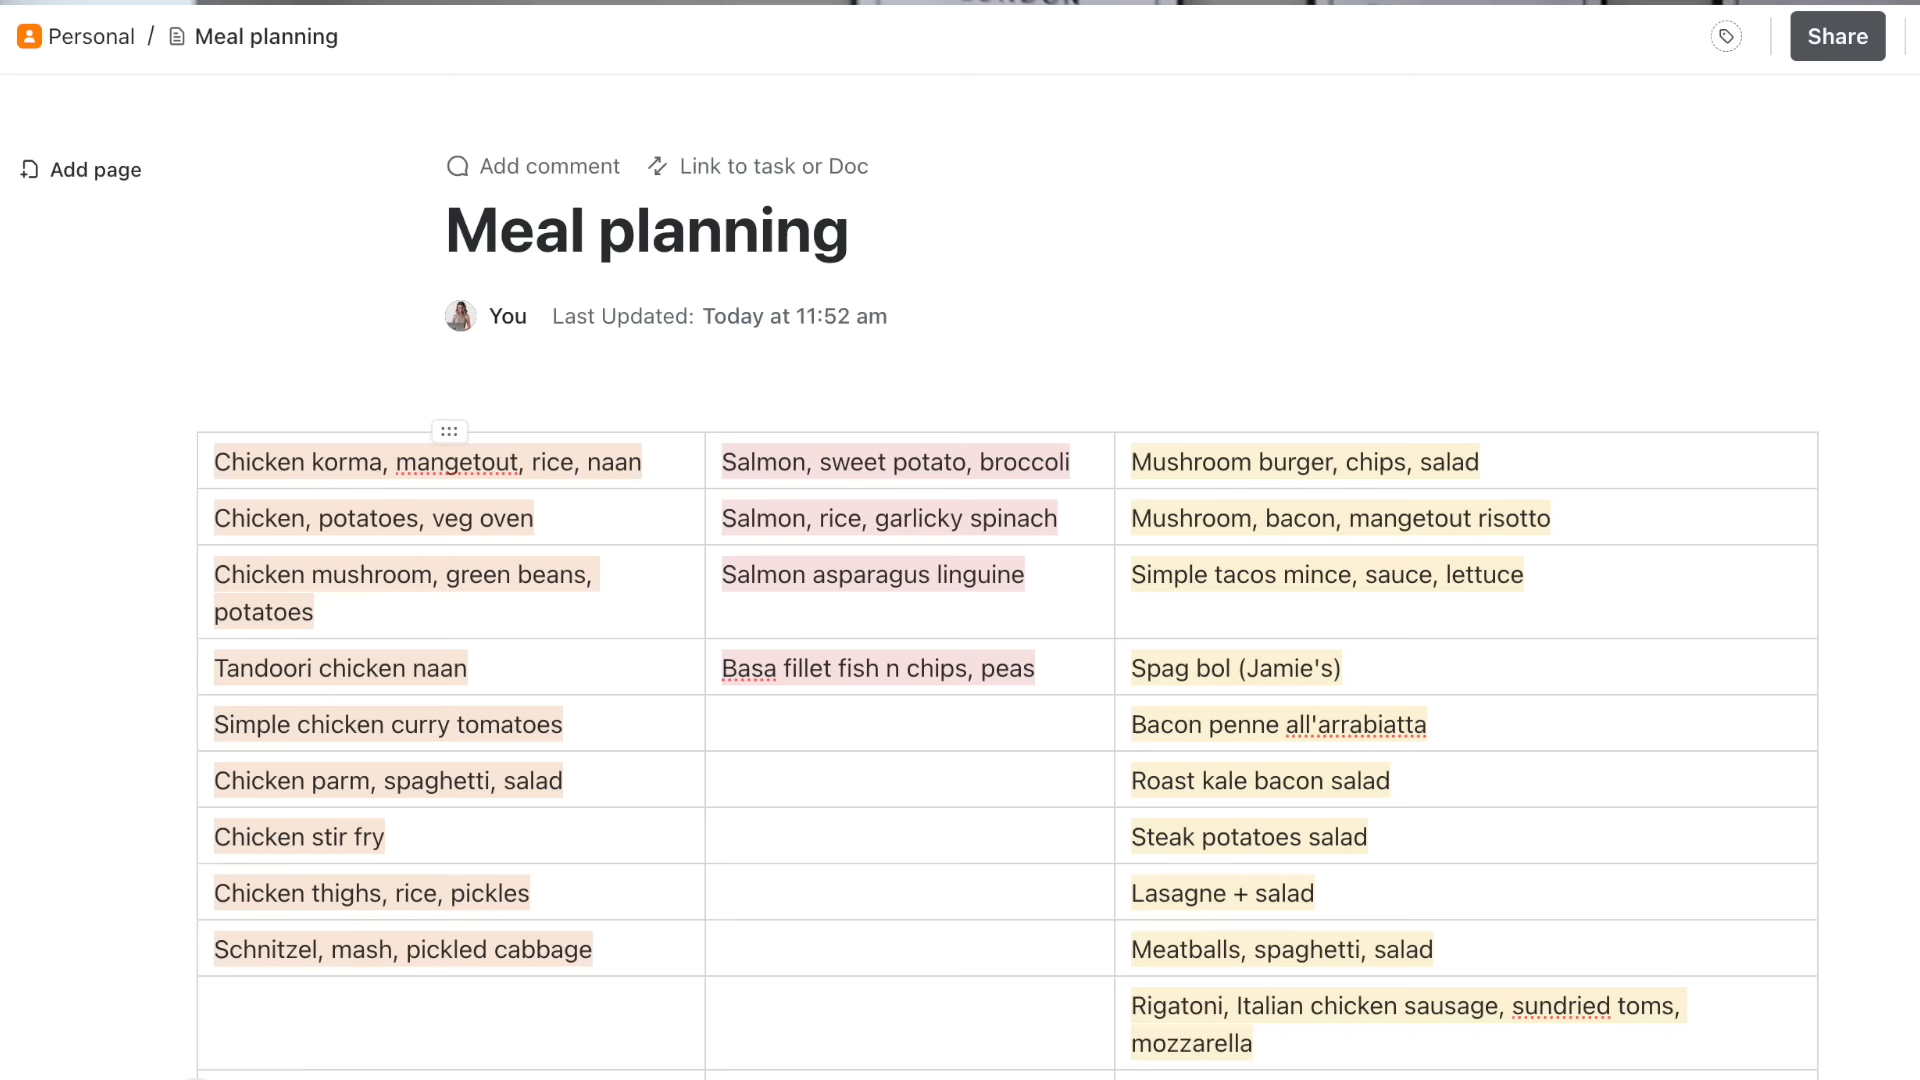 Personal / Meal planning
Share
Add page
Add comment Link to task or Doc
Meal planning
You Last Updated: Today at 11:52 am
Chicken korma, mangetout, rice, naan
Salmon, sweet potato, broccoli
Mushroom burger, chips, salad
Chicken, potatoes, veg oven
Salmon, rice, garlicky spinach
Mushroom, bacon, mangetout risotto
Chicken mushroom, green beans,
potatoes
Salmon asparagus linguine
Simple tacos mince, sauce, lettuce
Tandoori chicken naan
Basa fillet fish n chips, peas
Spag bol (Jamie's)
Simple chicken curry tomatoes
Bacon penne all'arrabiatta
Chicken parm, spaghetti, salad
Roast kale bacon salad
Chicken stir fry
Steak potatoes salad
Chicken thighs, rice, pickles
Lasagne + salad
Schnitzel, mash, pickled cabbage
Meatballs, spaghetti, salad
Rigatoni, Italian chicken sausage, sundried toms,
mozzarella